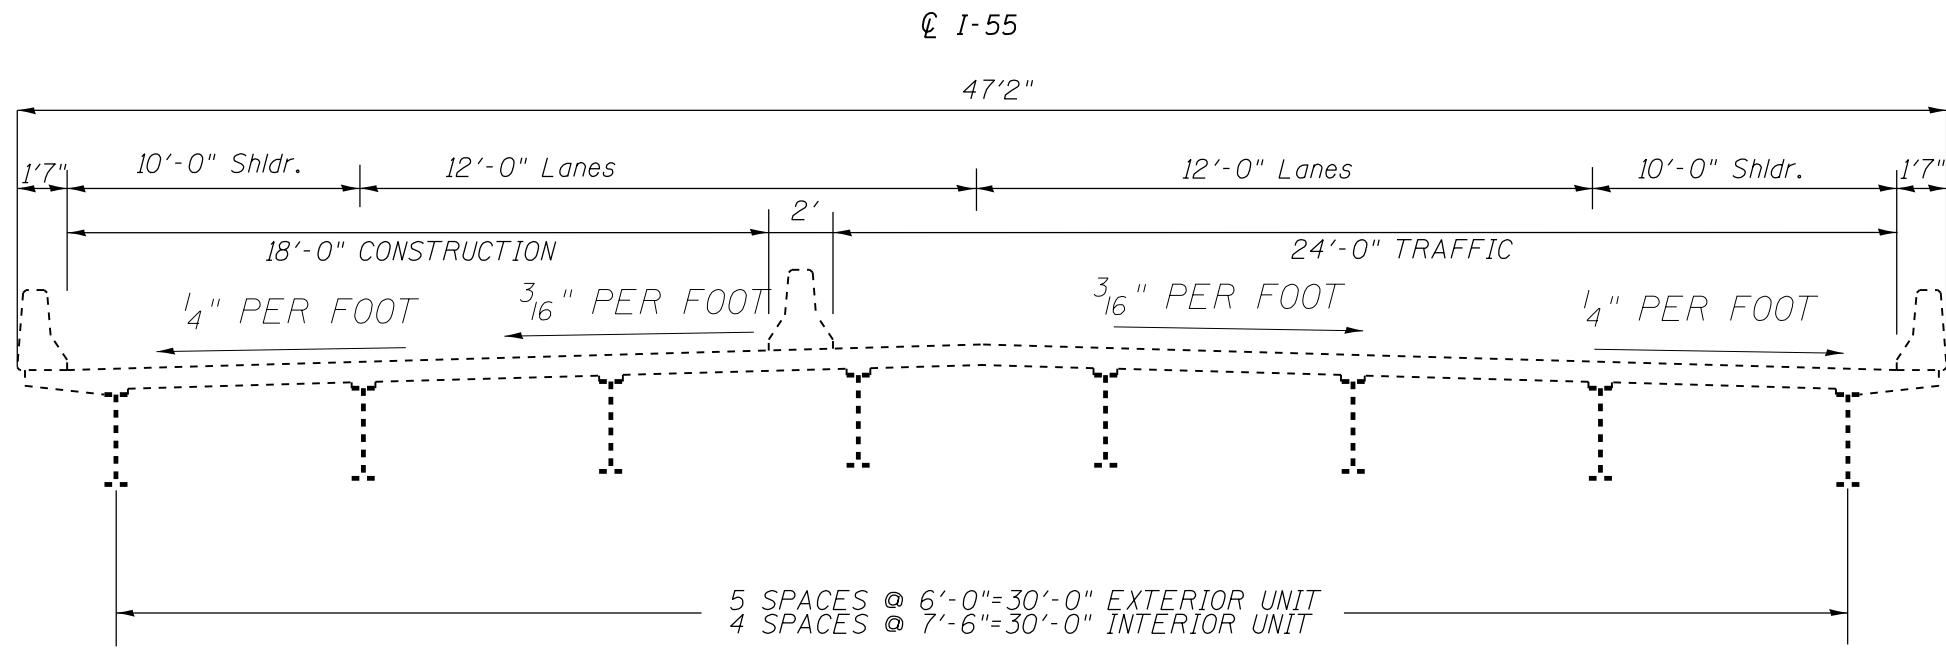 ℄ I-55
47'2"
1'7" 10'-0" Shldr. 12'-0" Lanes 12'-0" Lanes 10'-0" Shldr. 1'7"
2'
18'-0" CONSTRUCTION 24'-0" TRAFFIC
1/4" PER FOOT 3/16" PER FOOT 3/16" PER FOOT 1/4" PER FOOT
5 SPACES @ 6'-0"=30'-0" EXTERIOR UNIT
4 SPACES @ 7'-6"=30'-0" INTERIOR UNIT